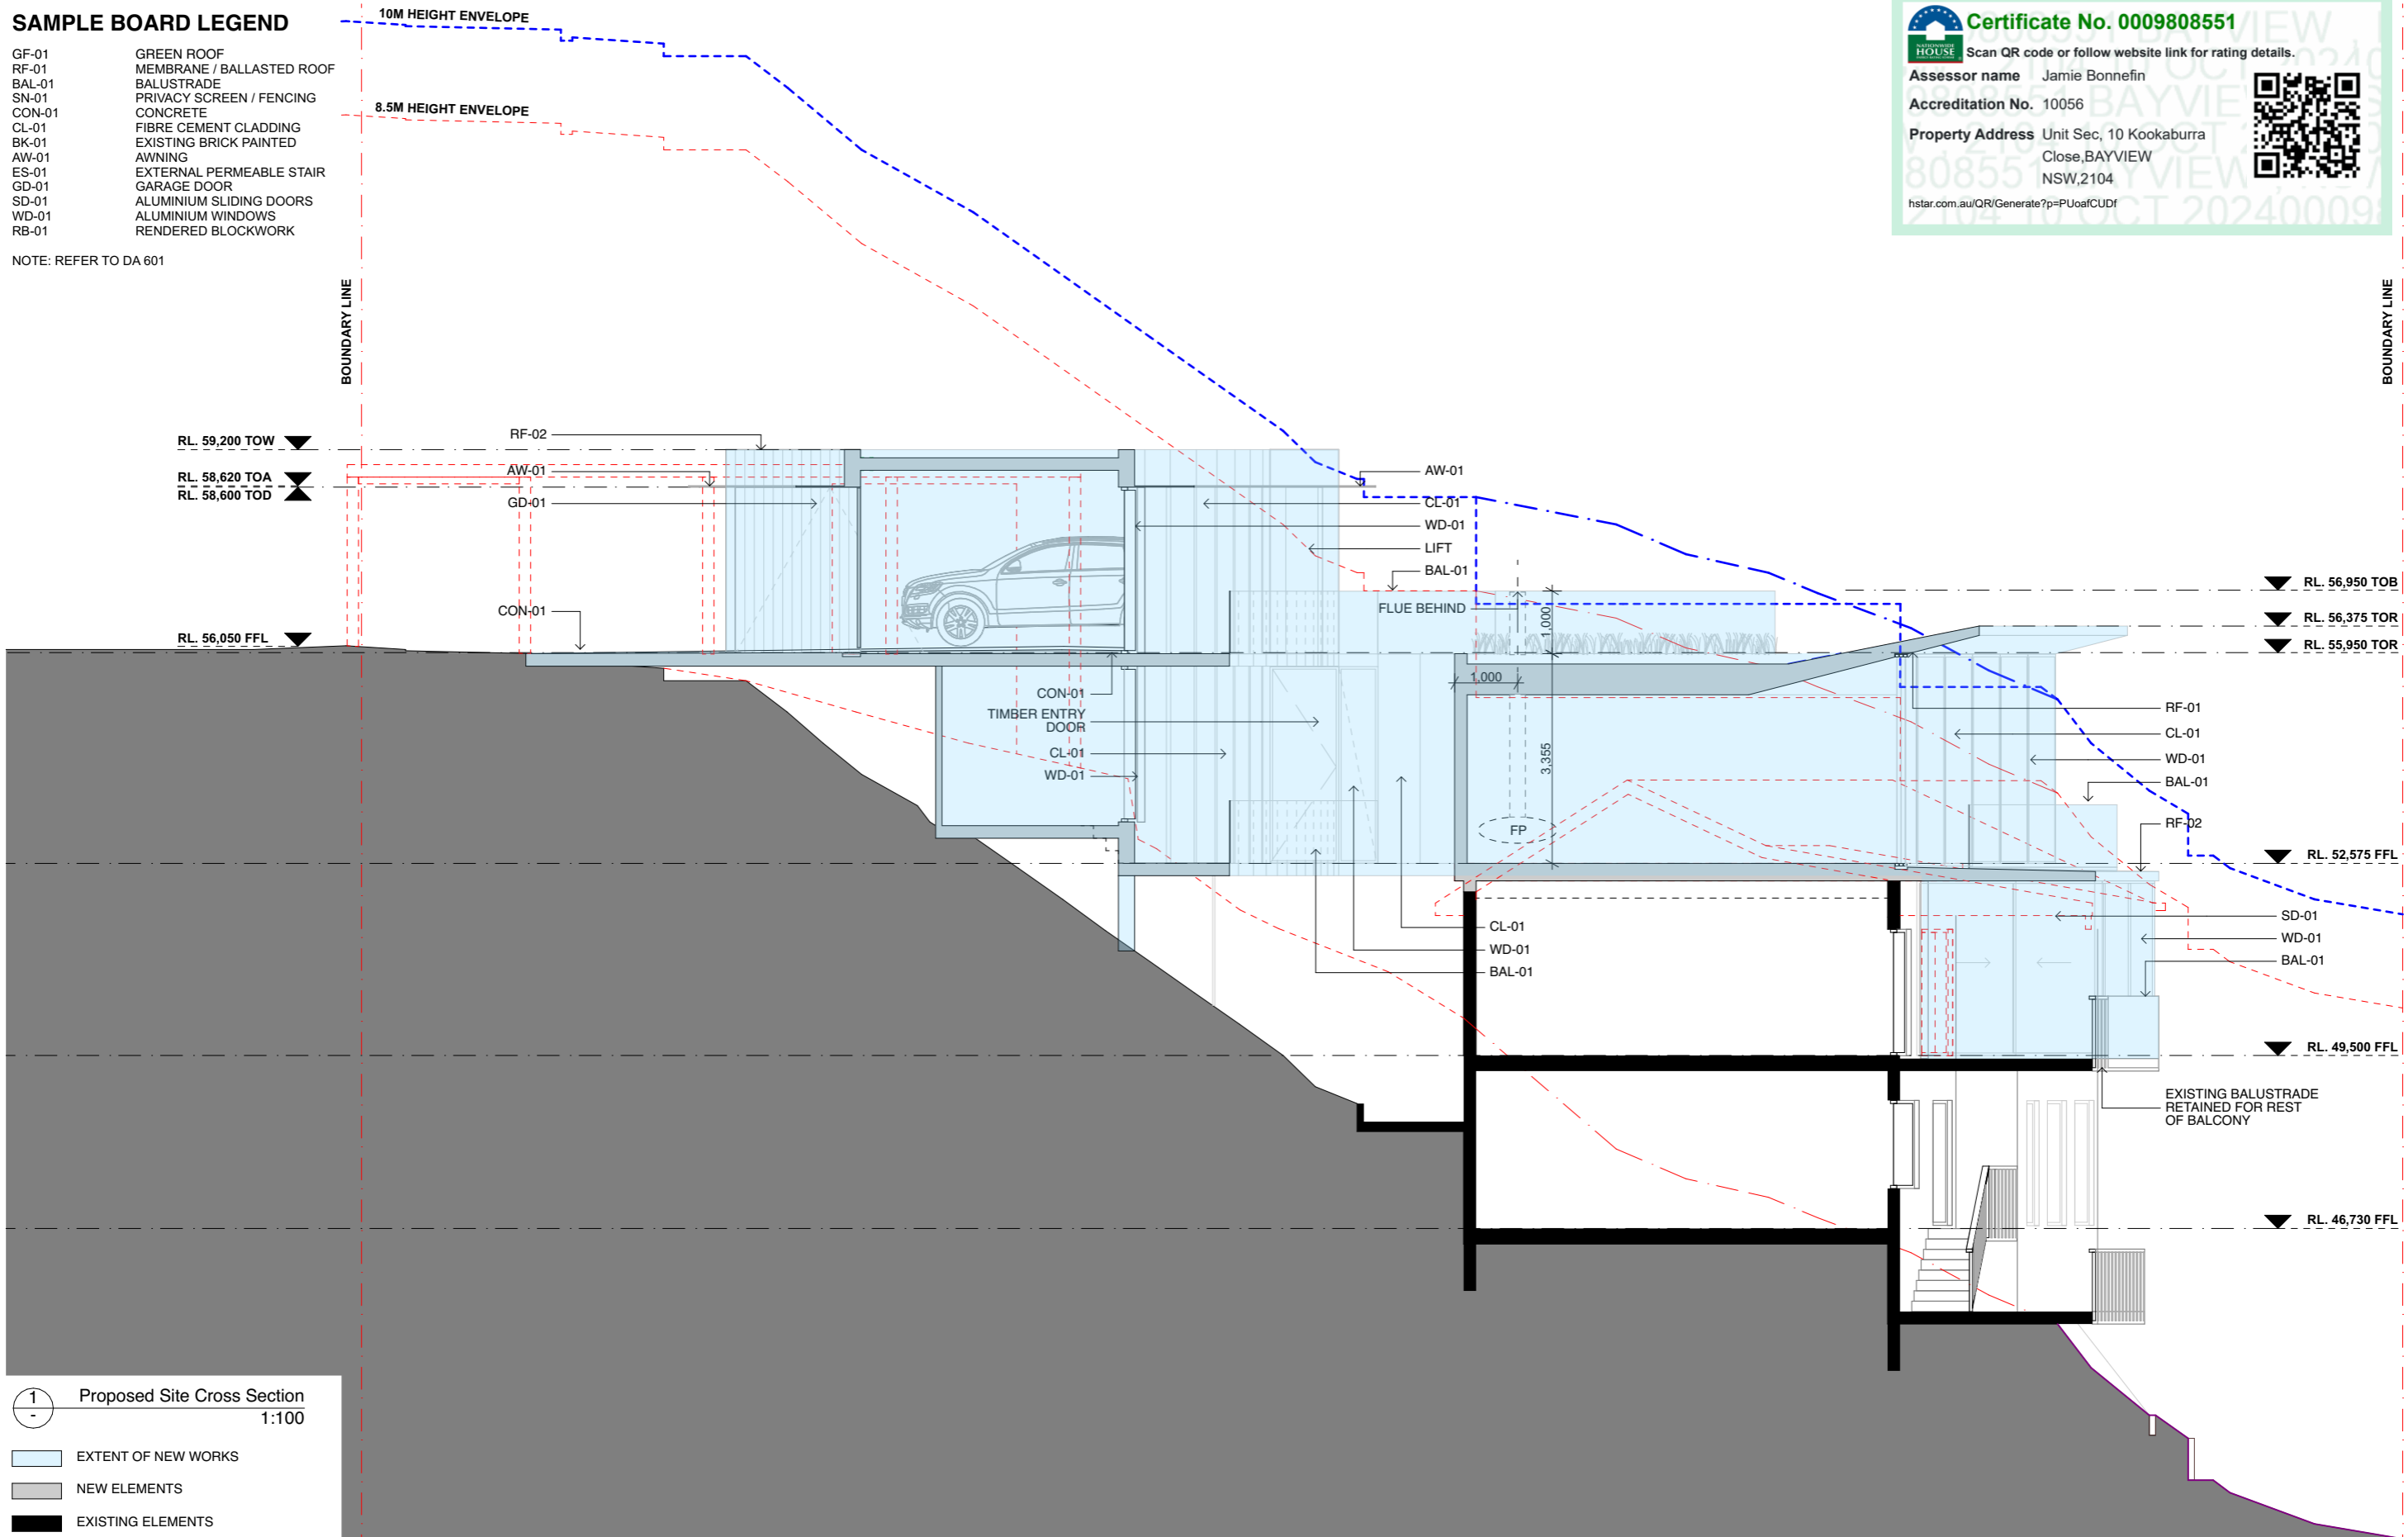 SAMPLE BOARD LEGEND
GF-01 GREEN ROOF
RF-01 MEMBRANE / BALLASTED ROOF
BAL-01 BALUSTRADE
SN-01 PRIVACY SCREEN / FENCING
CON-01 CONCRETE
CL-01 FIBRE CEMENT CLADDING
BK-01 EXISTING BRICK PAINTED
AW-01 AWNING
ES-01 EXTERNAL PERMEABLE STAIR
GD-01 GARAGE DOOR
SD-01 ALUMINIUM SLIDING DOORS
WD-01 ALUMINIUM WINDOWS
RB-01 RENDERED BLOCKWORK
NOTE: REFER TO DA 601
10M HEIGHT ENVELOPE
8.5M HEIGHT ENVELOPE
Certificate No. 0009808551
NATIONWIDE
HOUSE
Scan QR code or follow website link for rating details.
Assessor name Jamie Bonnefin
Accreditation No. 10056
Property Address Unit Sec, 10 Kookaburra
Close,BAYVIEW
NSW,2104
hstar.com.au/QR/Generate?p=PUoafCUDf
BOUNDARY LINE
BOUNDARY LINE
RL. 59,200 TOW
RL. 58,620 TOA
RL. 58,600 TOD
RL. 56,050 FFL
RF-02
AW-01
GD-01
CON-01
AW-01
CL-01
WD-01
LIFT
BAL-01
FLUE BEHIND
1,000
1,000
3,355
FP
CON-01
TIMBER ENTRY
DOOR
CL-01
WD-01
CL-01
WD-01
BAL-01
RL. 56,950 TOB
RL. 56,375 TOR
RL. 55,950 TOR
RF-01
CL-01
WD-01
BAL-01
RF-02
RL. 52,575 FFL
SD-01
WD-01
BAL-01
RL. 49,500 FFL
EXISTING BALUSTRADE
RETAINED FOR REST
OF BALCONY
RL. 46,730 FFL
1
-
Proposed Site Cross Section
1:100
EXTENT OF NEW WORKS
NEW ELEMENTS
EXISTING ELEMENTS